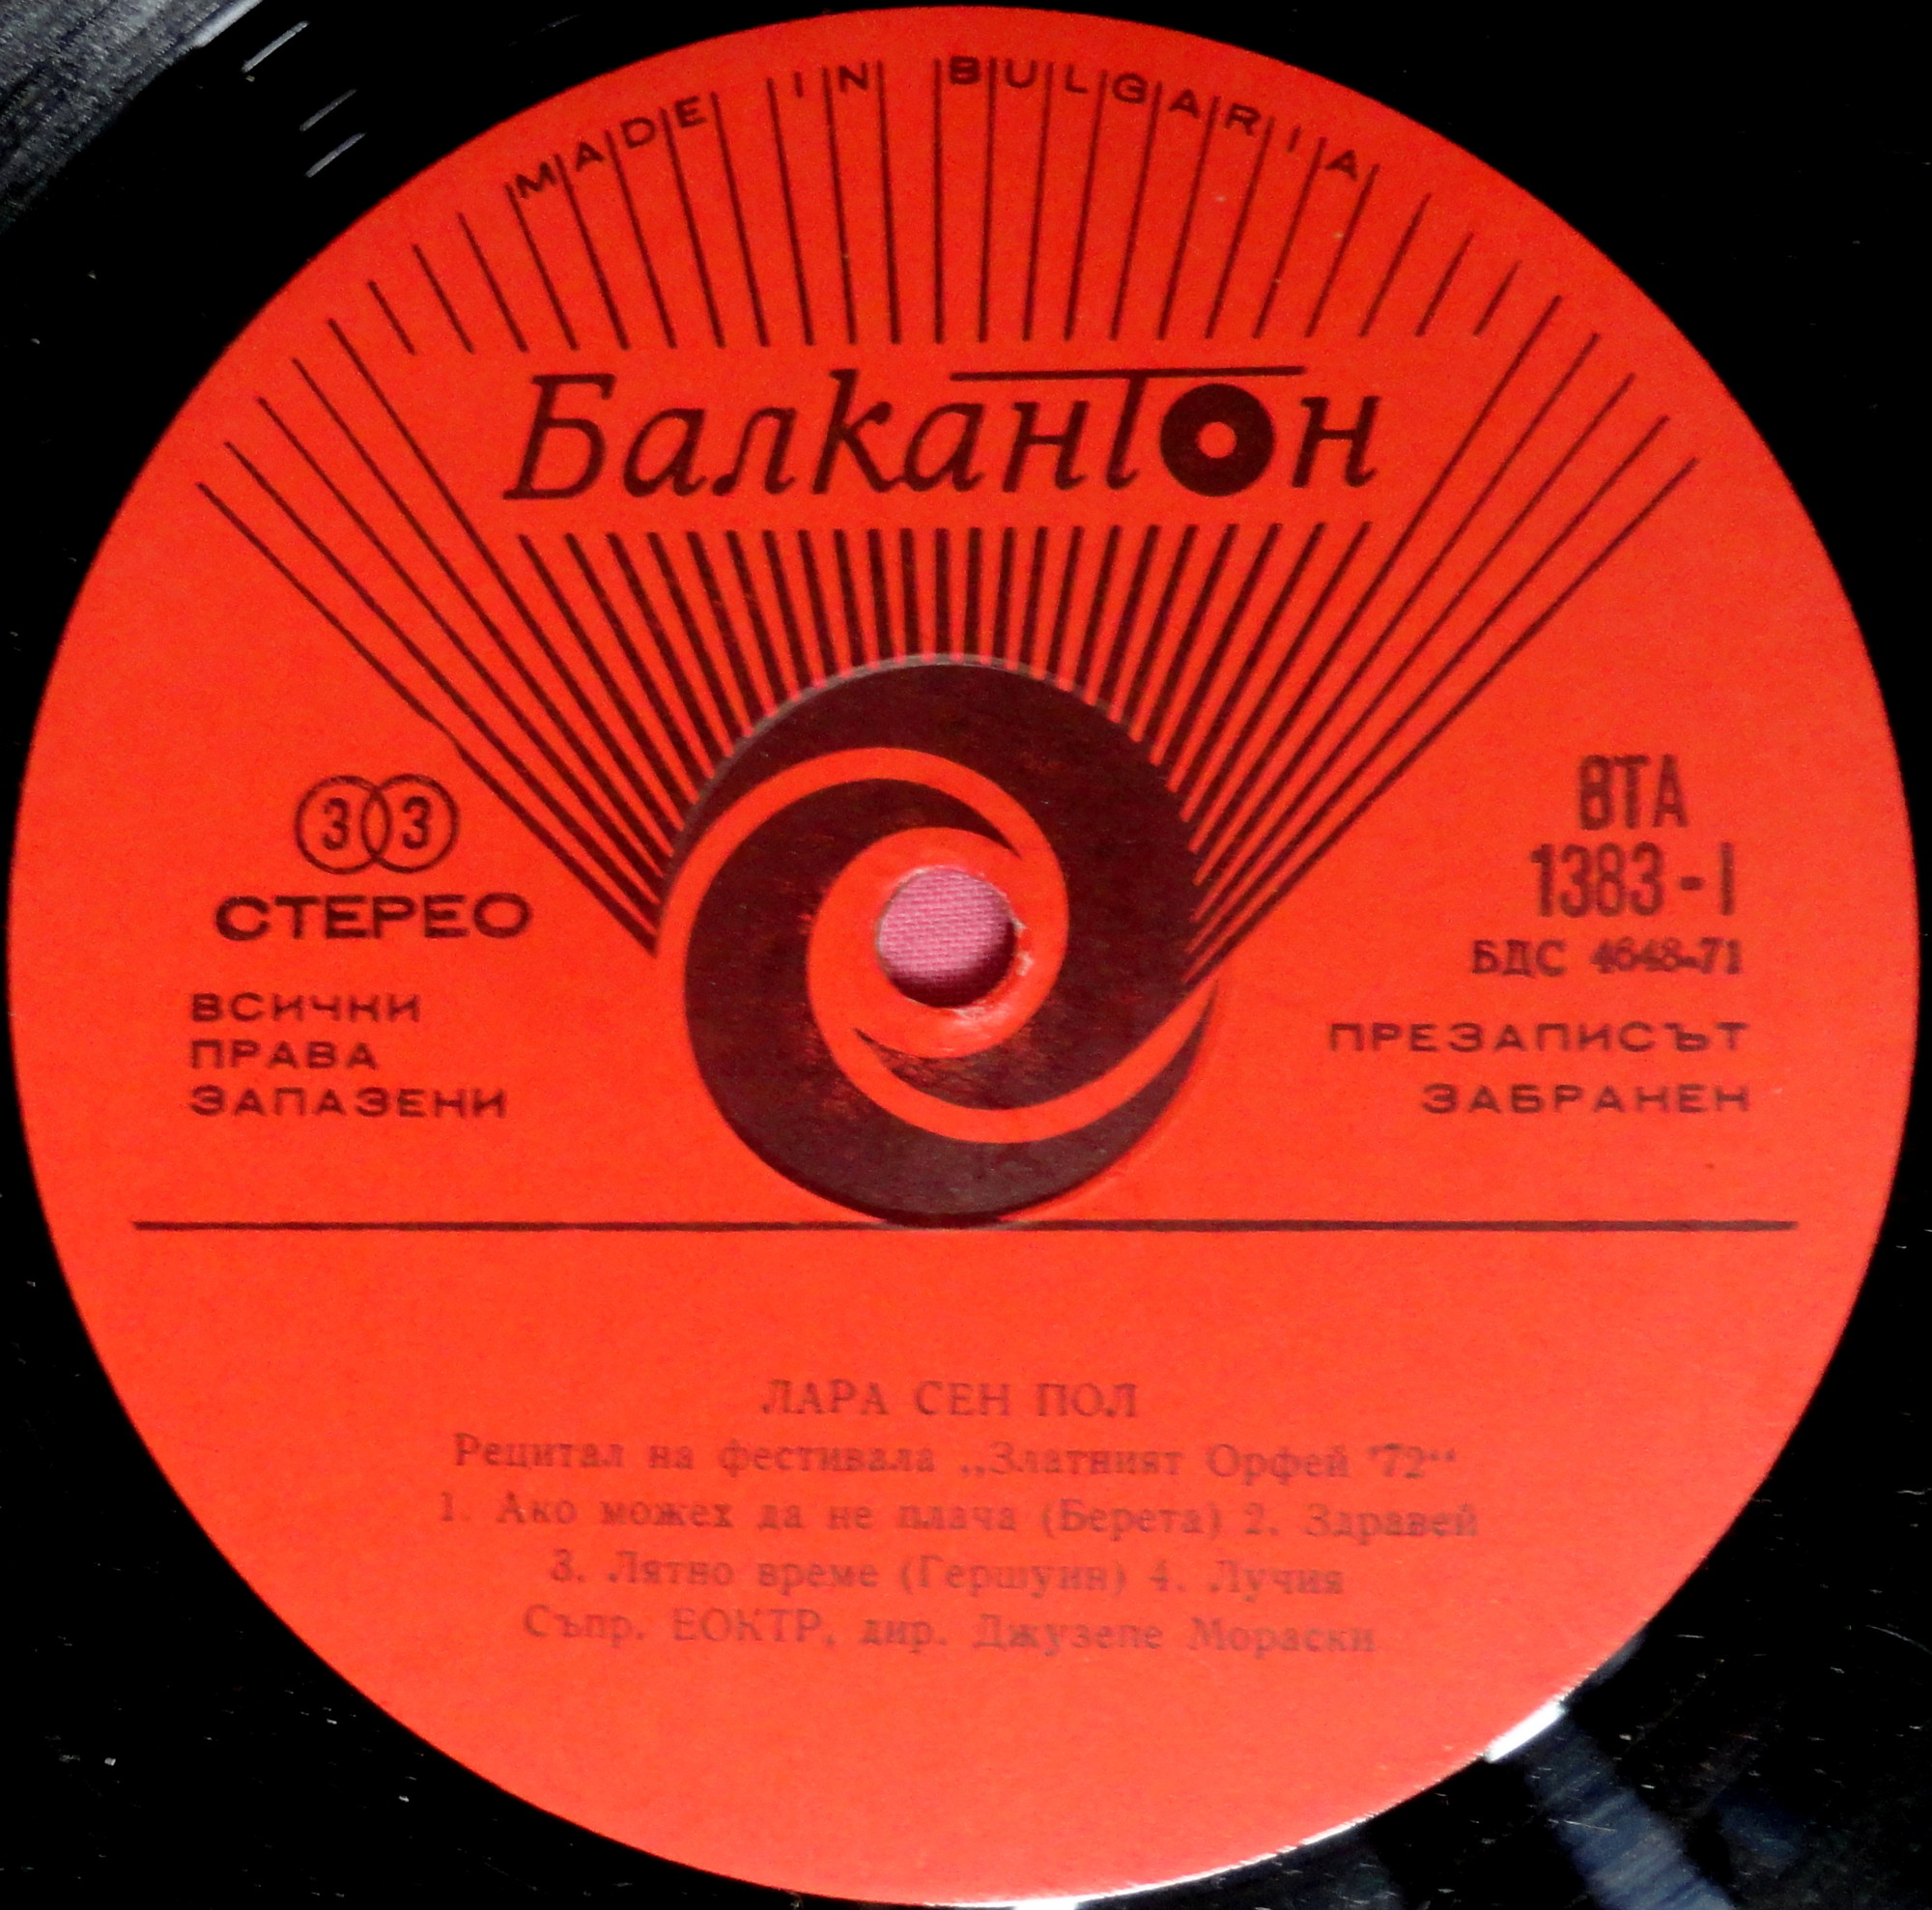 MADE IN BULGARIA
Балкантон
33
СТЕРЕО
ВСИЧКИ
ПРАВА
ЗАПАЗЕНИ
ВТА
1383-I
БДС 4648-71
ПРЕЗАПИСЪТ
ЗАБРАНЕН
ЛАРА СЕН ПОЛ
Рецитал на фестивала „Златният Орфей '72“
1. Ако можех да не плача (Берета) 2. Здравей
3. Лятно време (Гершуин) 4. Лучия
Съпр. ЕОКТР, дир. Джузепе Мораски